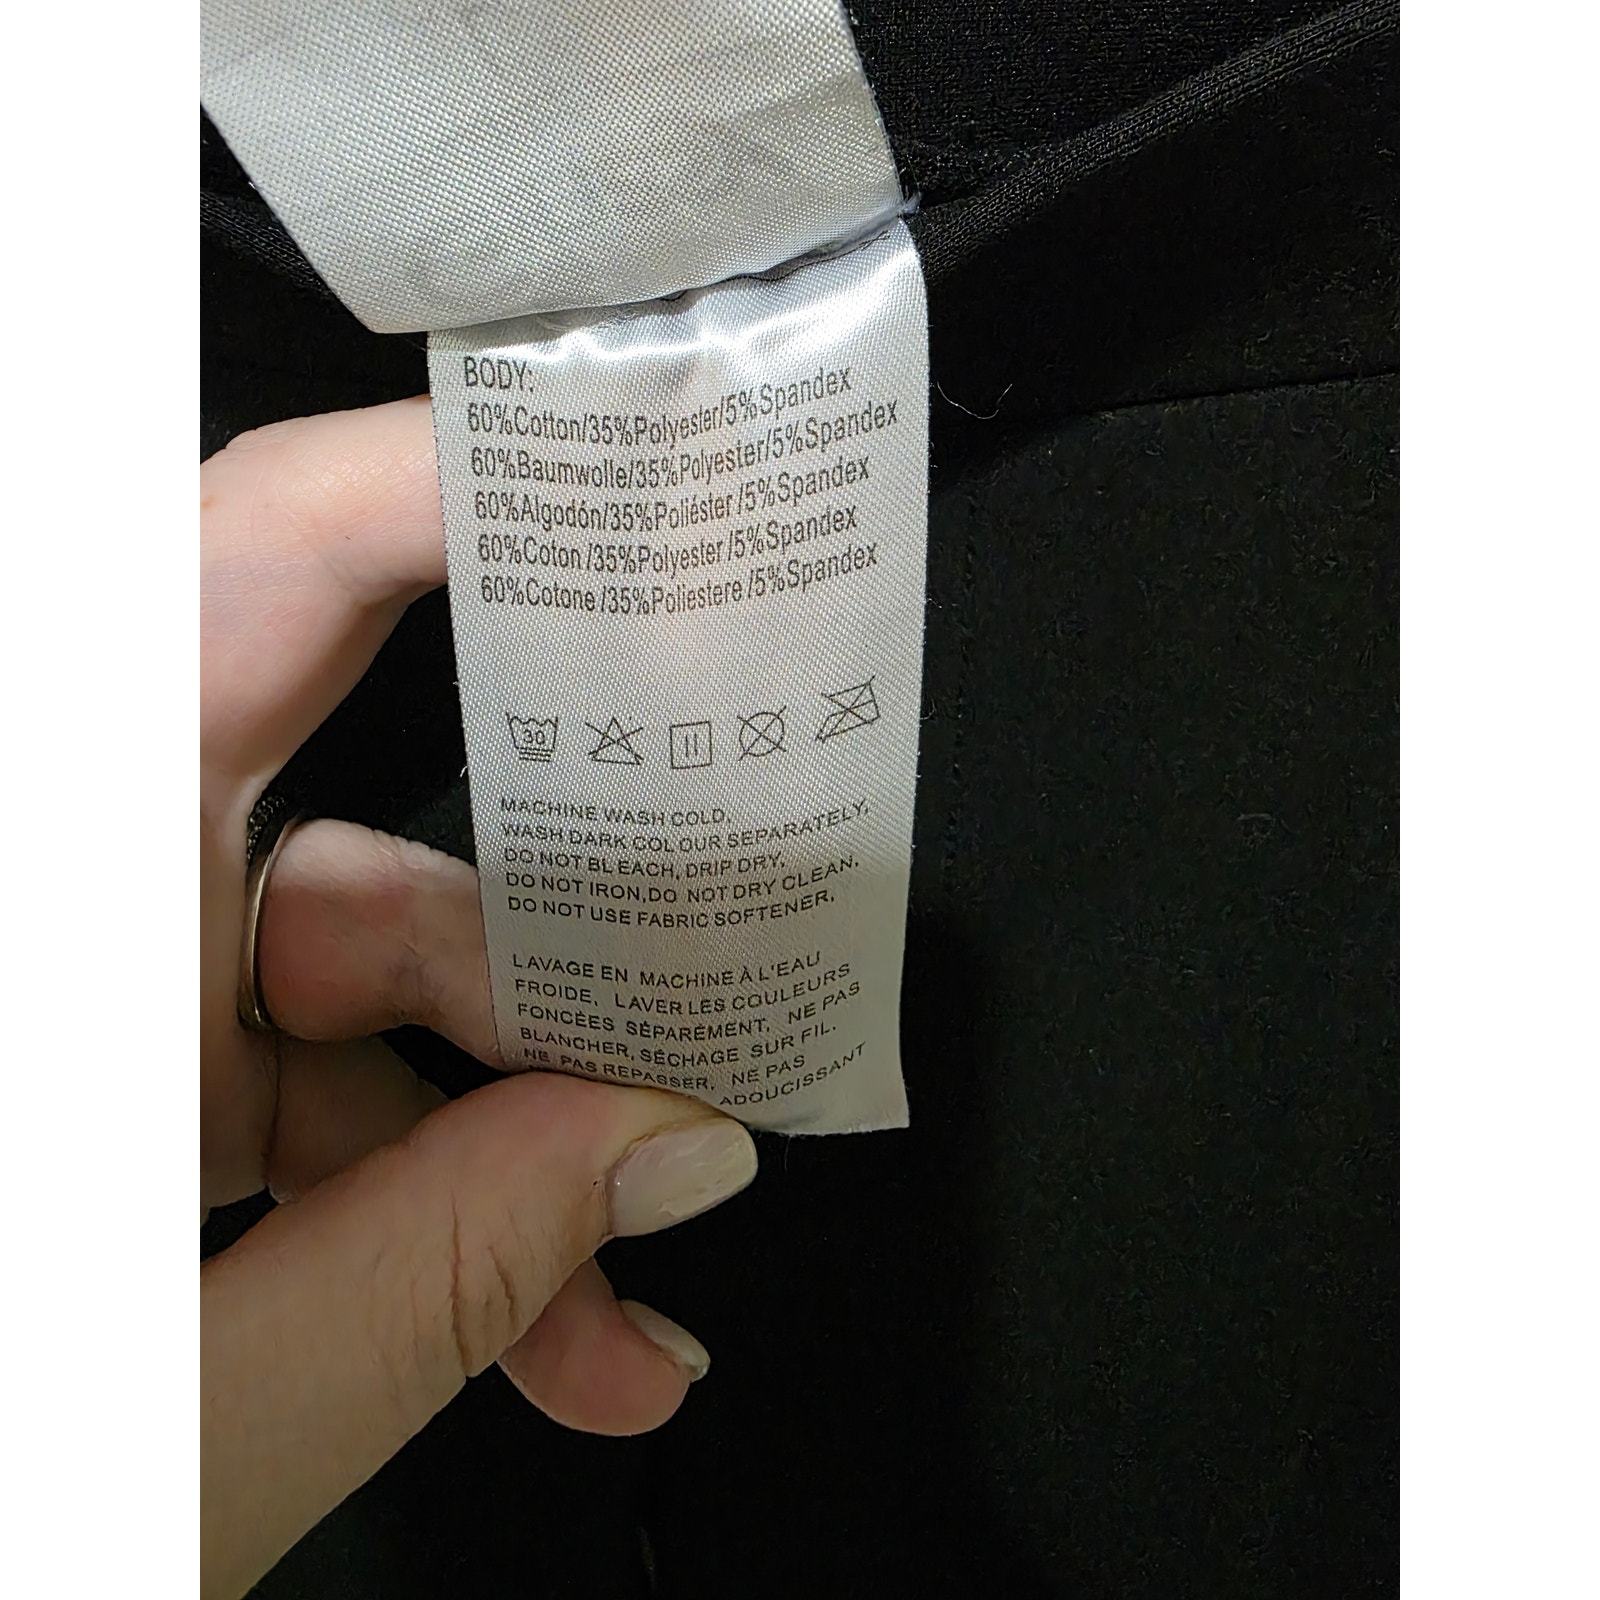 BODY:
60%Cotton/35%Polyester/5%Spandex
60%Baumwolle/35%Polyester/5%Spandex
60%Algodón/35%Poliéster /5%Spandex
60%Coton /35%Polyester /5%Spandex
60%Cotone /35%Poliestere /5%Spandex
30
MACHINE WASH COLD,
WASH DARK COLOUR SEPARATELY,
DO NOT BLEACH, DRIP DRY,
DO NOT IRON,DO NOT DRY CLEAN,
DO NOT USE FABRIC SOFTENER,
LAVAGE EN MACHINE À L'EAU
FROIDE, LAVER LES COULEURS
FONCÉES SÉPARÉMENT, NE PAS
BLANCHER, SÉCHAGE SUR FIL.
NE PAS REPASSER, NE PAS
ADOUCISSANT